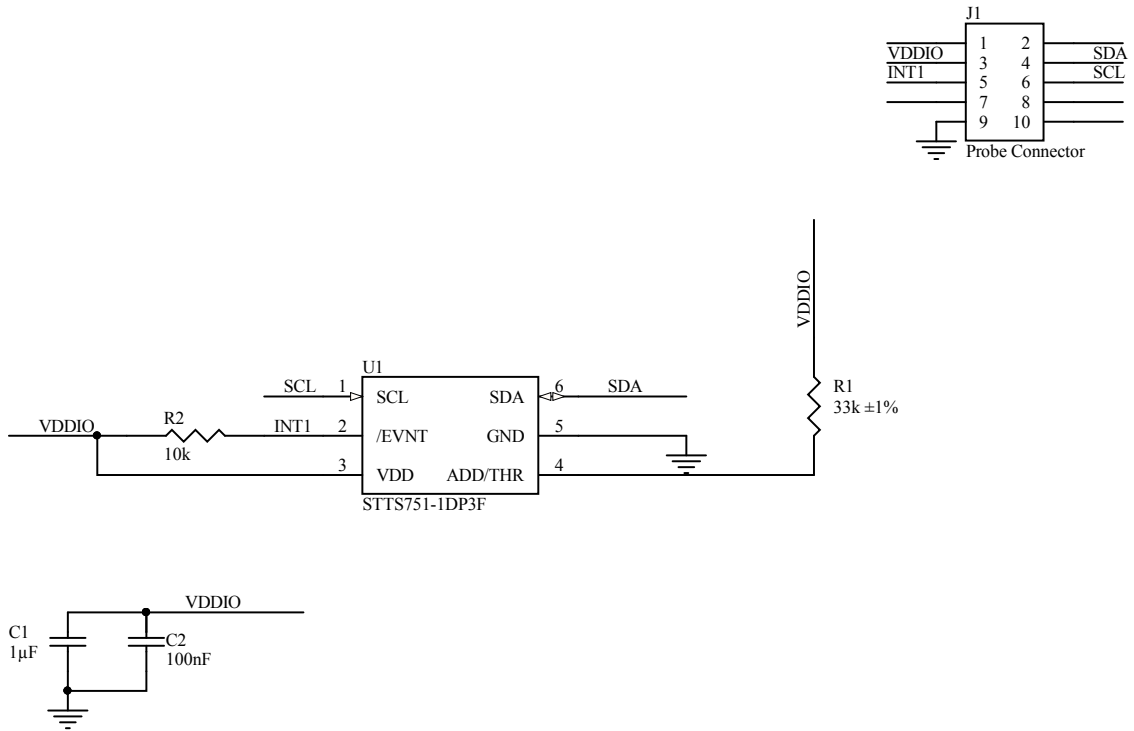 J1
1 2
VDDIO 3 4 SDA
INT1 5 6 SCL
7 8
9 10
Probe Connector
VDDIO
R1
33k ±1%
U1
SCL 1 SCL SDA 6 SDA
VDDIO R2 10k INT1 2 /EVNT GND 5
3 VDD ADD/THR 4
STTS751-1DP3F
VDDIO
C1
1µF
C2
100nF